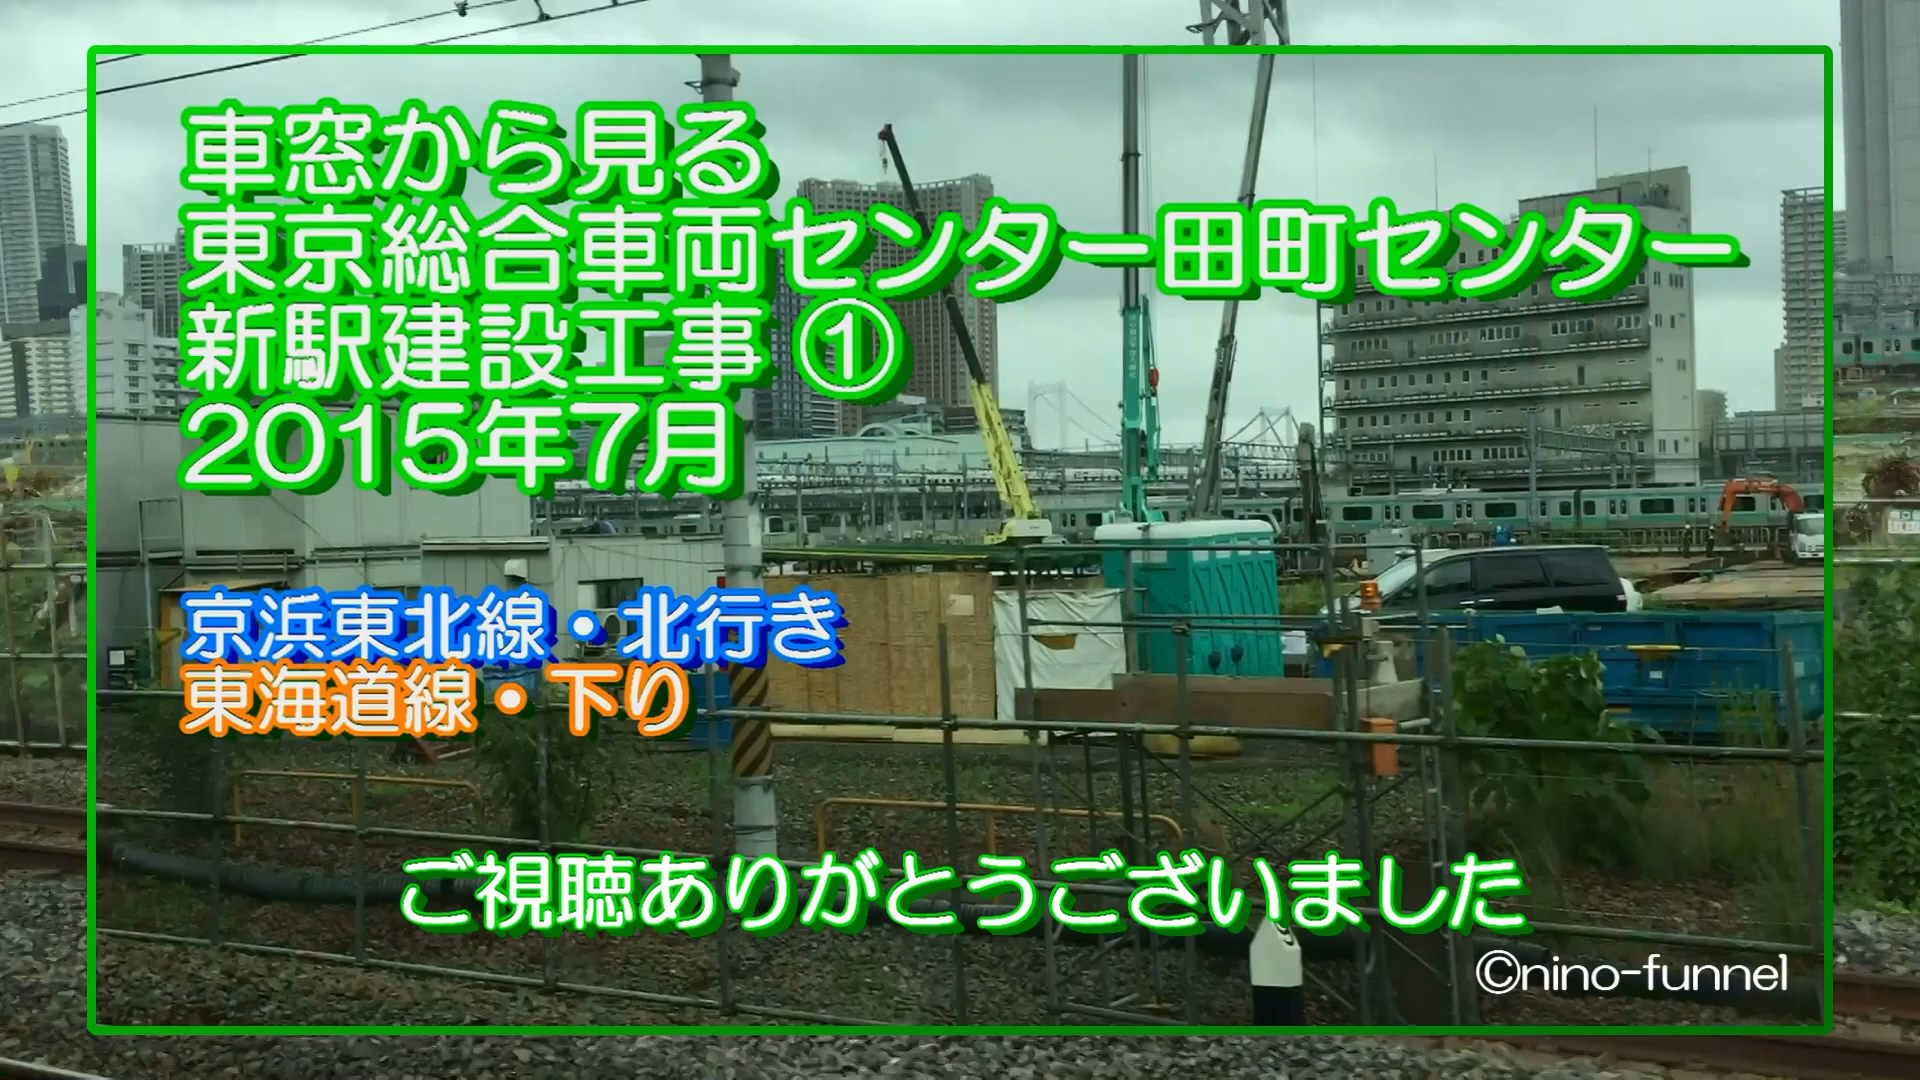 車窓から見る
東京総合車両センター田町センター
新駅建設工事 ①
2015年7月
京浜東北線・北行き
東海道線・下り
ご視聴ありがとうございました
©nino-funnel